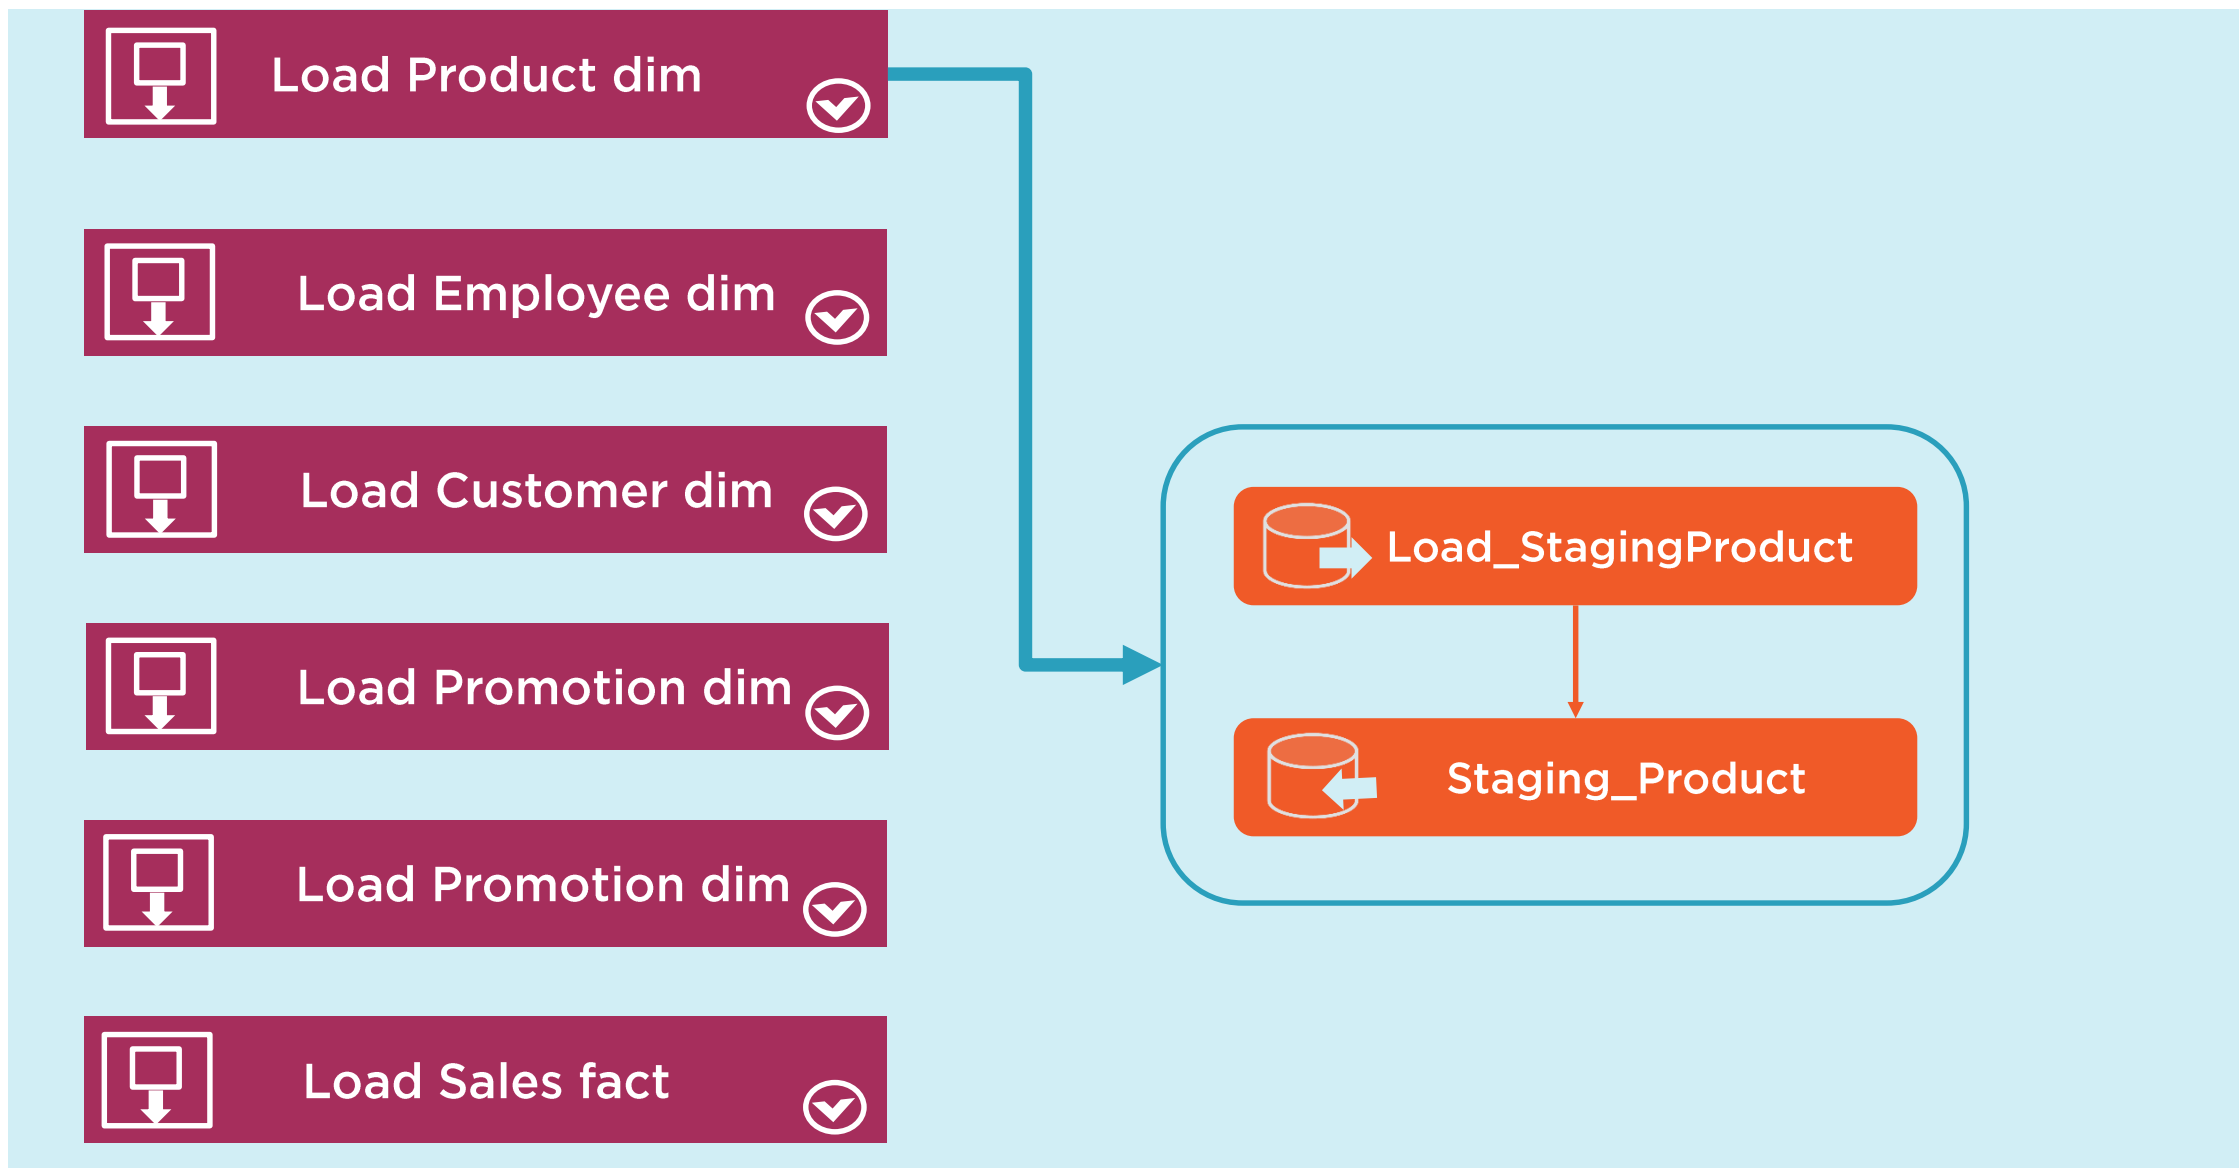 Load Product dim
Load Employee dim
Load Customer dim
Load Promotion dim
Load Promotion dim
Load Sales fact
Load_StagingProduct
Staging_Product